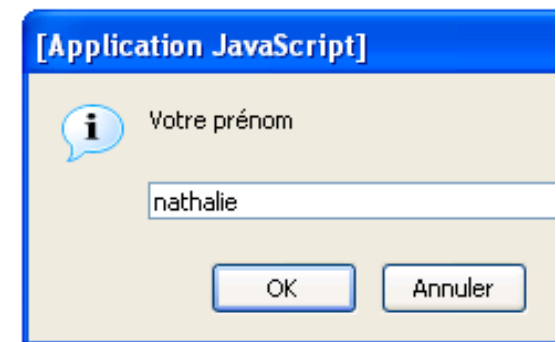 [Application JavaScript]
Votre prénom
nathalie
OK Annuler